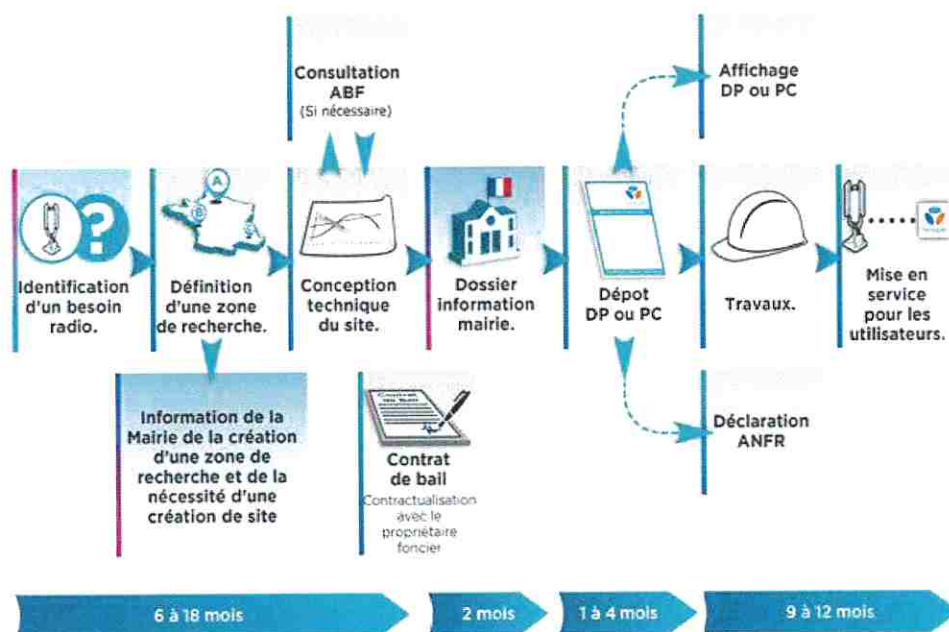 Consultation
ABF
(Si nécessaire)
Affichage
DP ou PC
A
B
Identification
d'un besoin
radio.
Définition
d'une zone
de recherche.
Conception
technique
du site.
Dossier
information
mairie.
Dépot
DP ou PC
Travaux.
Mise en
service
pour les
utilisateurs.
Information de la
Mairie de la création
d'une zone de
recherche et de la
nécessité d'une
création de site
Contrat
de Bail
Contrat
de bail
Contractualisation
avec le
propriétaire
foncier
Déclaration
ANFR
6 à 18 mois
2 mois
1 à 4 mois
9 à 12 mois